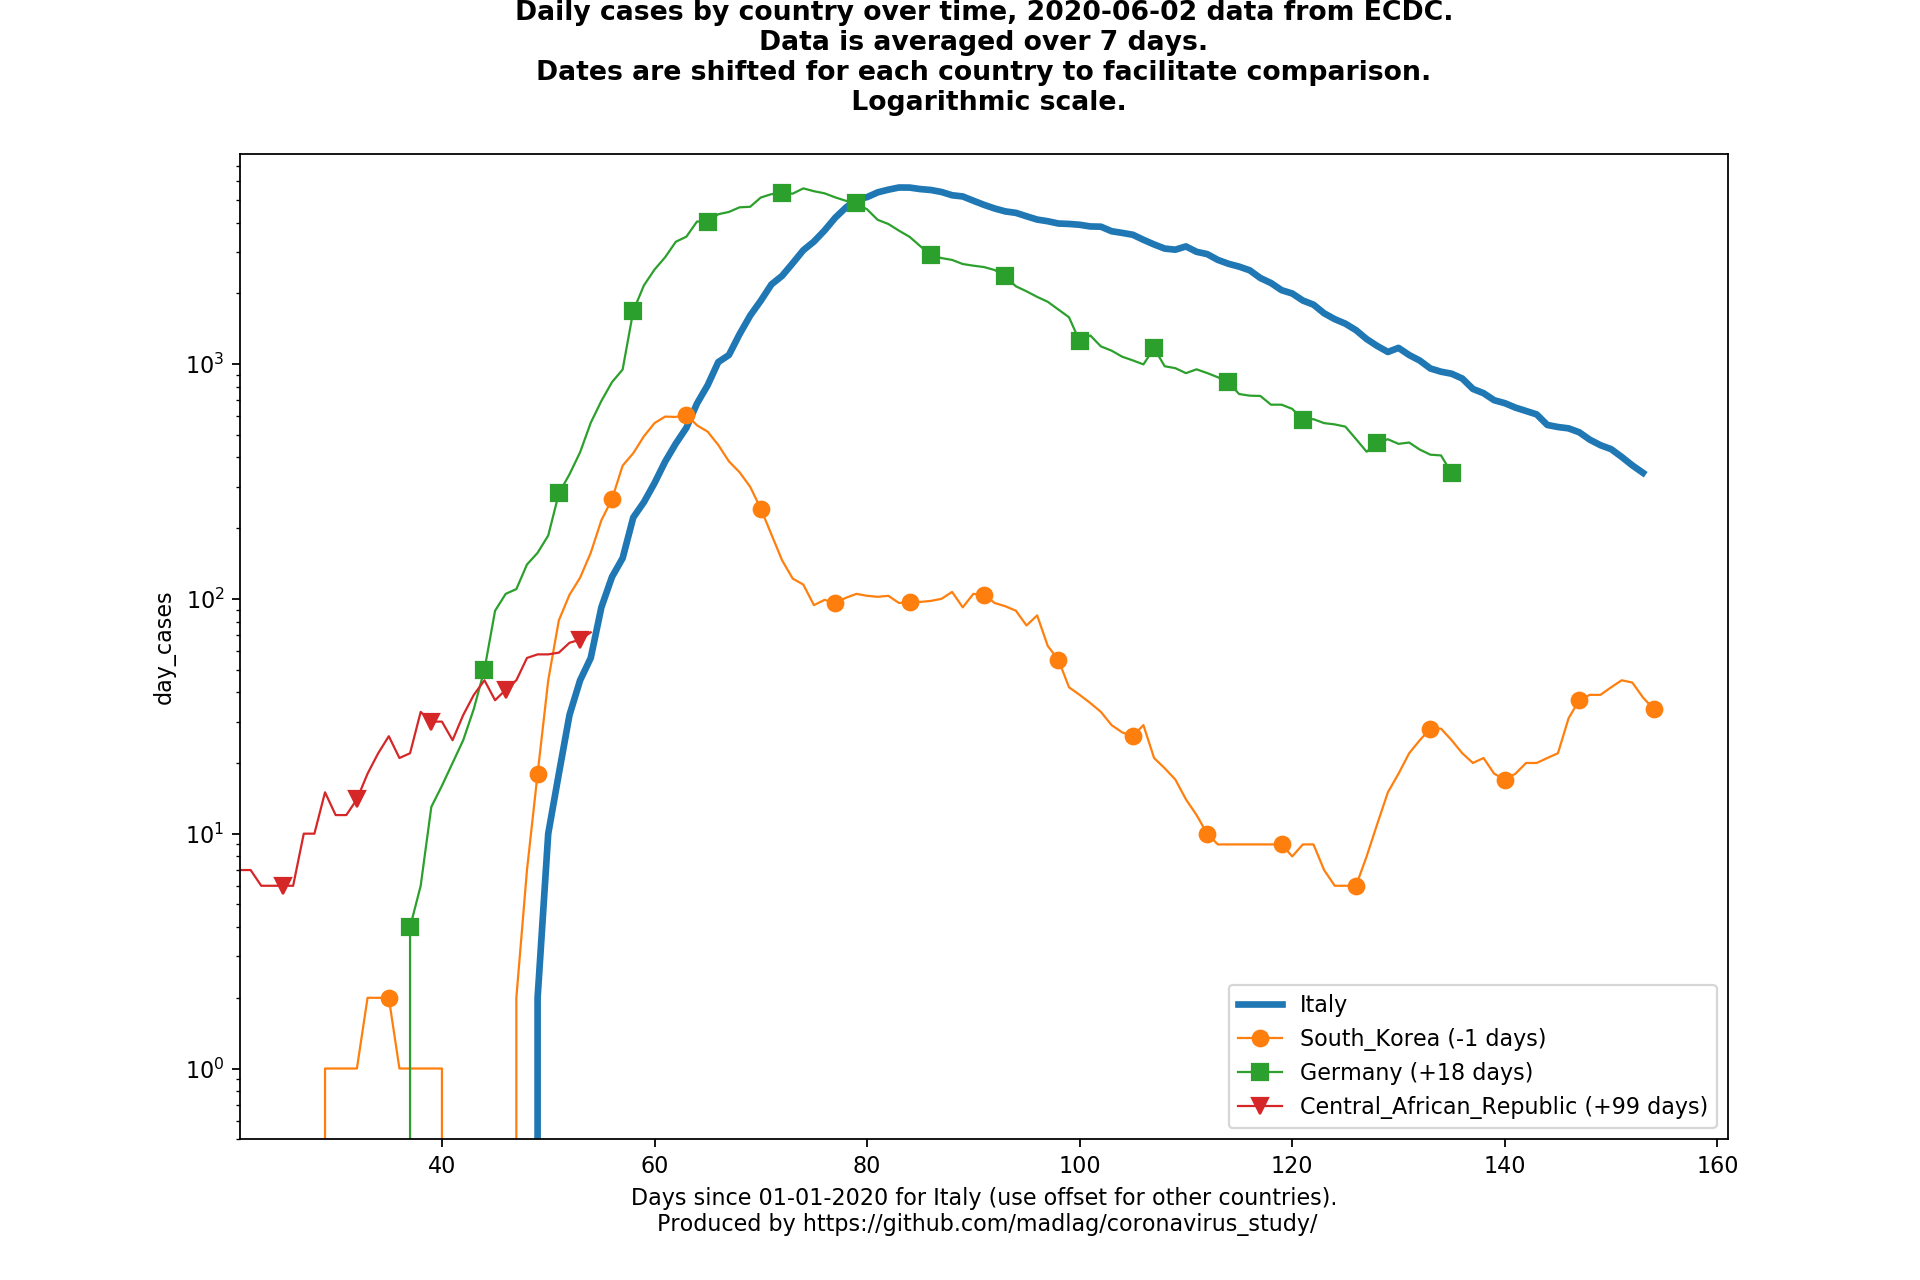 Daily cases by country over time, 2020-06-02 data from ECDC.
Data is averaged over 7 days.
Dates are shifted for each country to facilitate comparison.
Logarithmic scale.
day_cases
10³
10²
10¹
10⁰
40 60 80 100 120 140 160
Italy
South_Korea (-1 days)
Germany (+18 days)
Central_African_Republic (+99 days)
Days since 01-01-2020 for Italy (use offset for other countries).
Produced by https://github.com/madlag/coronavirus_study/